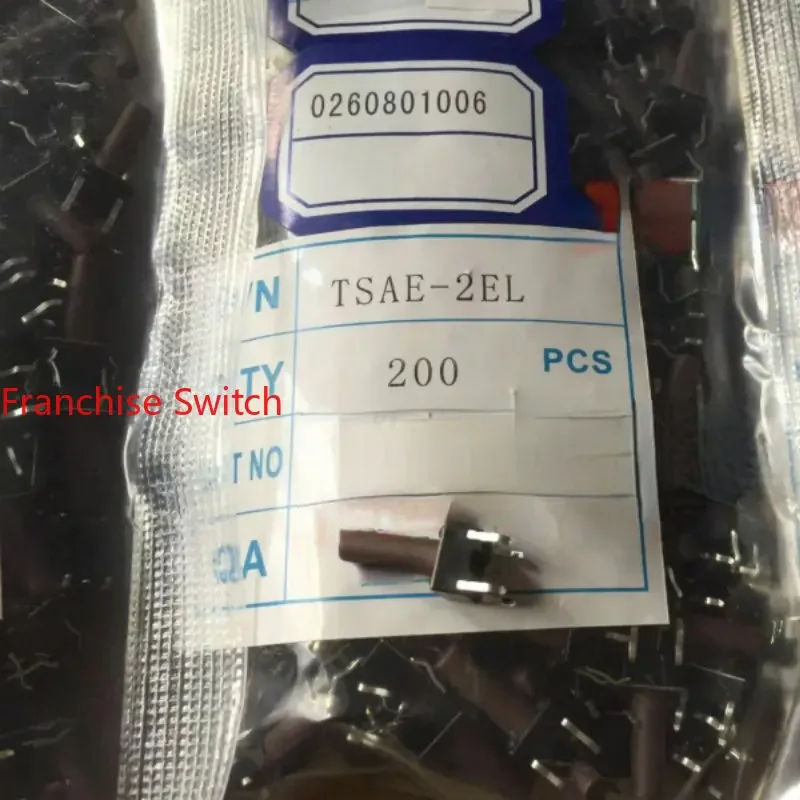 0260801006
/N TSAE-2EL
TY 200 PCS
Franchise Switch
T NO
A